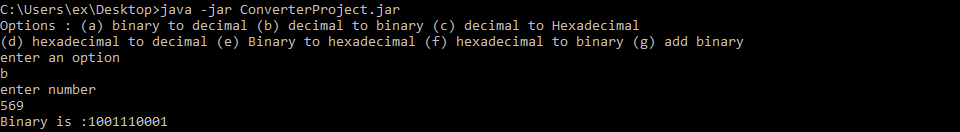 C:\Users\ex\Desktop>java -jar ConverterProject.jar
Options : (a) binary to decimal (b) decimal to binary (c) decimal to Hexadecimal
(d) hexadecimal to decimal (e) Binary to hexadecimal (f) hexadecimal to binary (g) add binary
enter an option
b
enter number
569
Binary is :1001110001